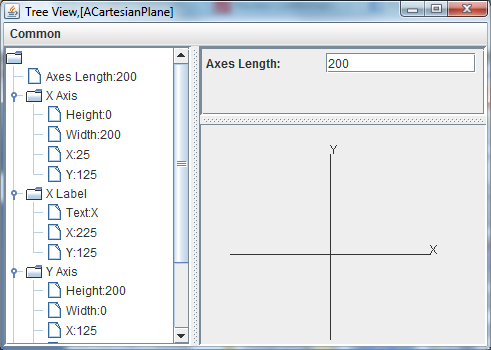 Tree View,[ACartesianPlane]
Common
Axes Length:200
X Axis
Height:0
Width:200
X:25
Y:125
X Label
Text:X
X:225
Y:125
Y Axis
Height:200
Width:0
X:125
Axes Length:
200
Y
X